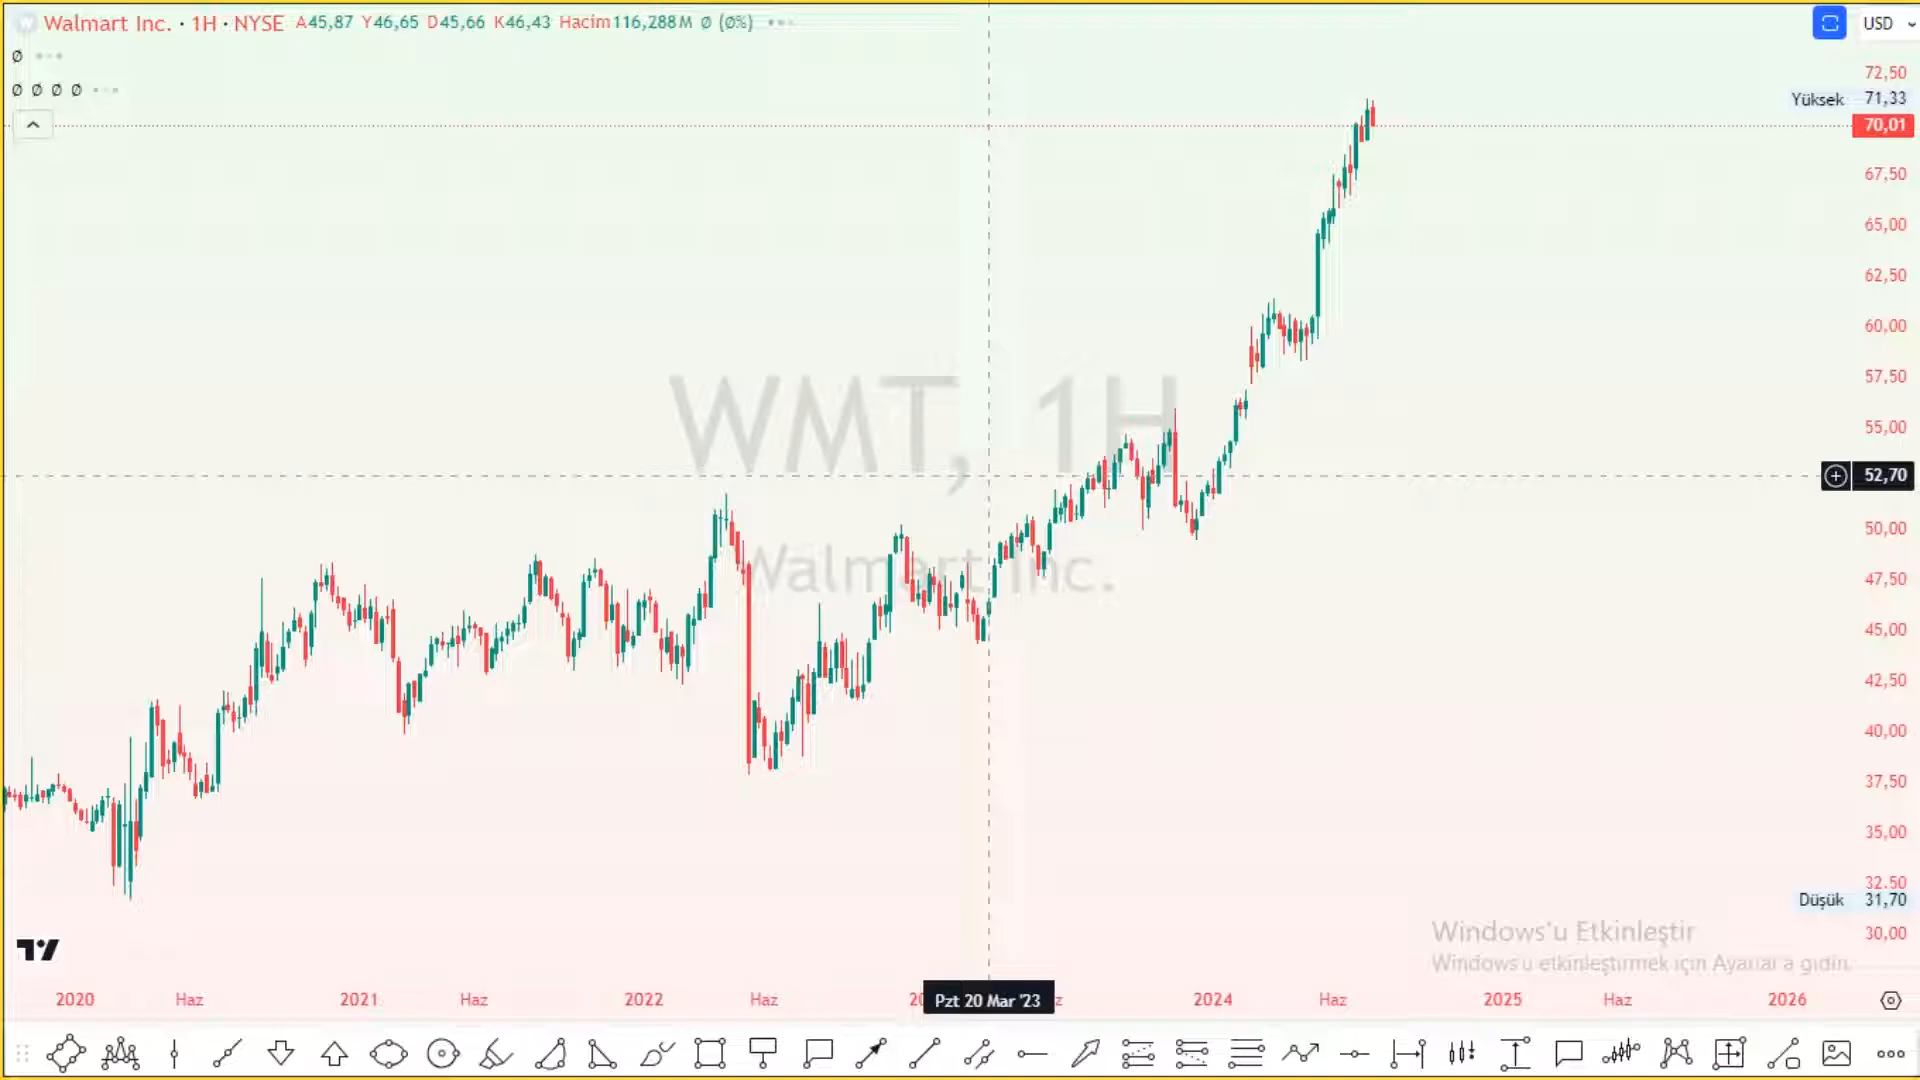 Walmart Inc. · 1H · NYSE A45,87 Y46,65 D45,66 K46,43 Hacim116,288M Ø (Ø%)
USD
Ø
Ø Ø Ø Ø
72,50
Yüksek 71,33
70,01
67,50
65,00
62,50
60,00
57,50
55,00
WMT, 1H
52,70
50,00
Walmart Inc.
47,50
45,00
42,50
40,00
37,50
35,00
32,50
Düşük 31,70
30,00
Windows'u Etkinleştir
Windows'u etkinleştirmek için Ayarlar'a gidin.
2020 Haz 2021 Haz 2022 Haz Pzt 20 Mar '23 2024 Haz 2025 Haz 2026